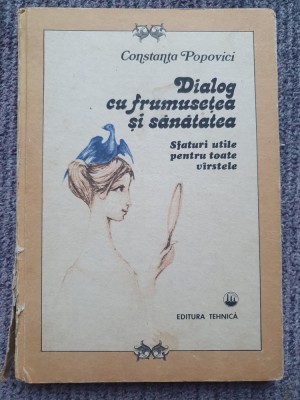 Constanța Popovici
Dialog
cu frumusețea
și sănătatea
Sfaturi utile
pentru toate
vîrstele
EDITURA TEHNICĂ